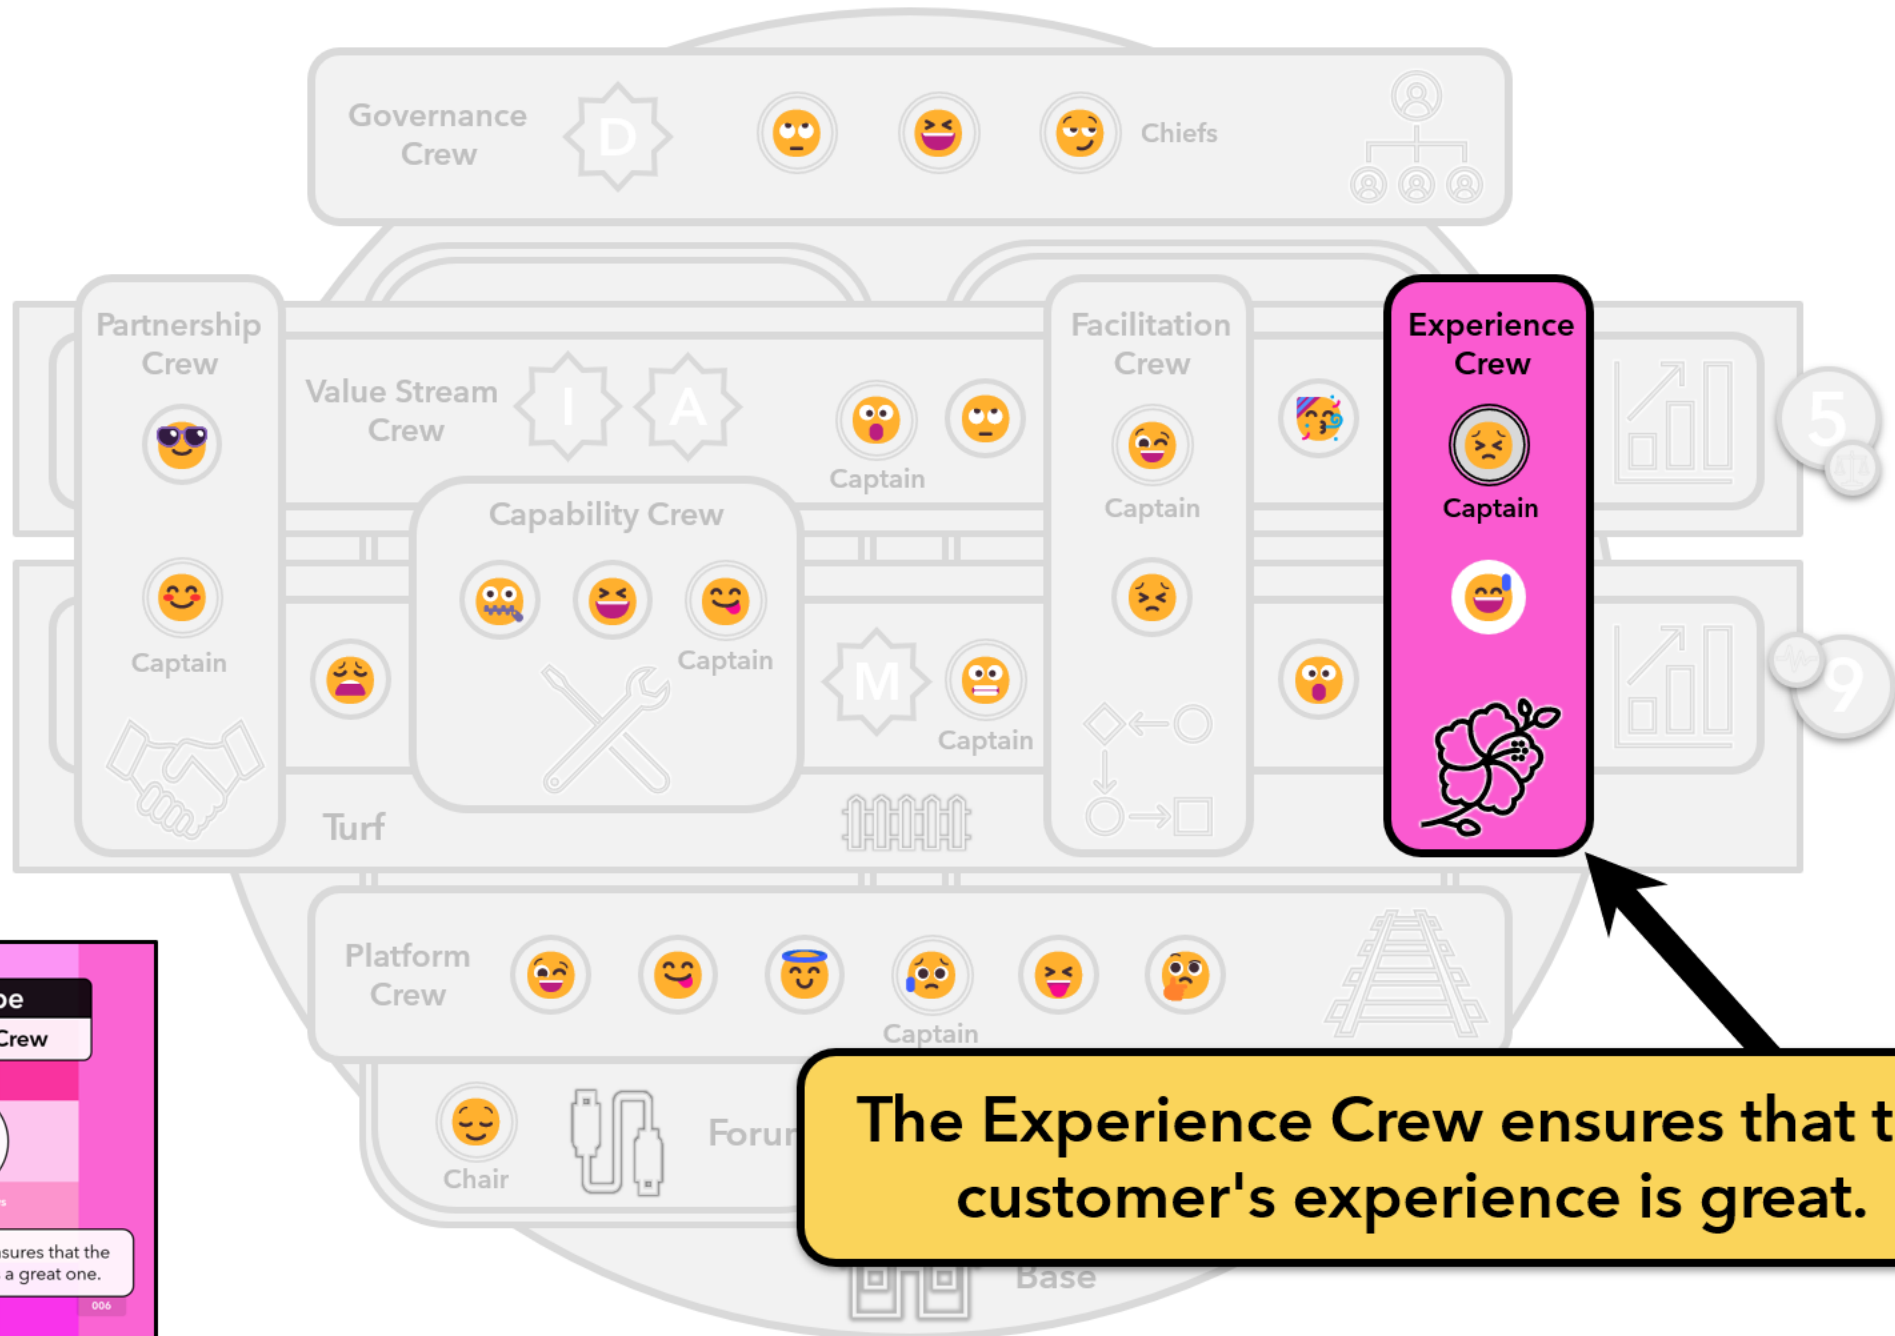 Governance
Crew
D
Chiefs
Partnership
Crew
Captain
Value Stream
Crew
I
A
Captain
Facilitation
Crew
Captain
Experience
Crew
Captain
5
Capability Crew
Captain
M
Captain
9
Turf
Platform
Crew
Captain
Chair
The Experience Crew ensures that
customer's experience is great.
Base
Crew
sures that the
a great one.
006